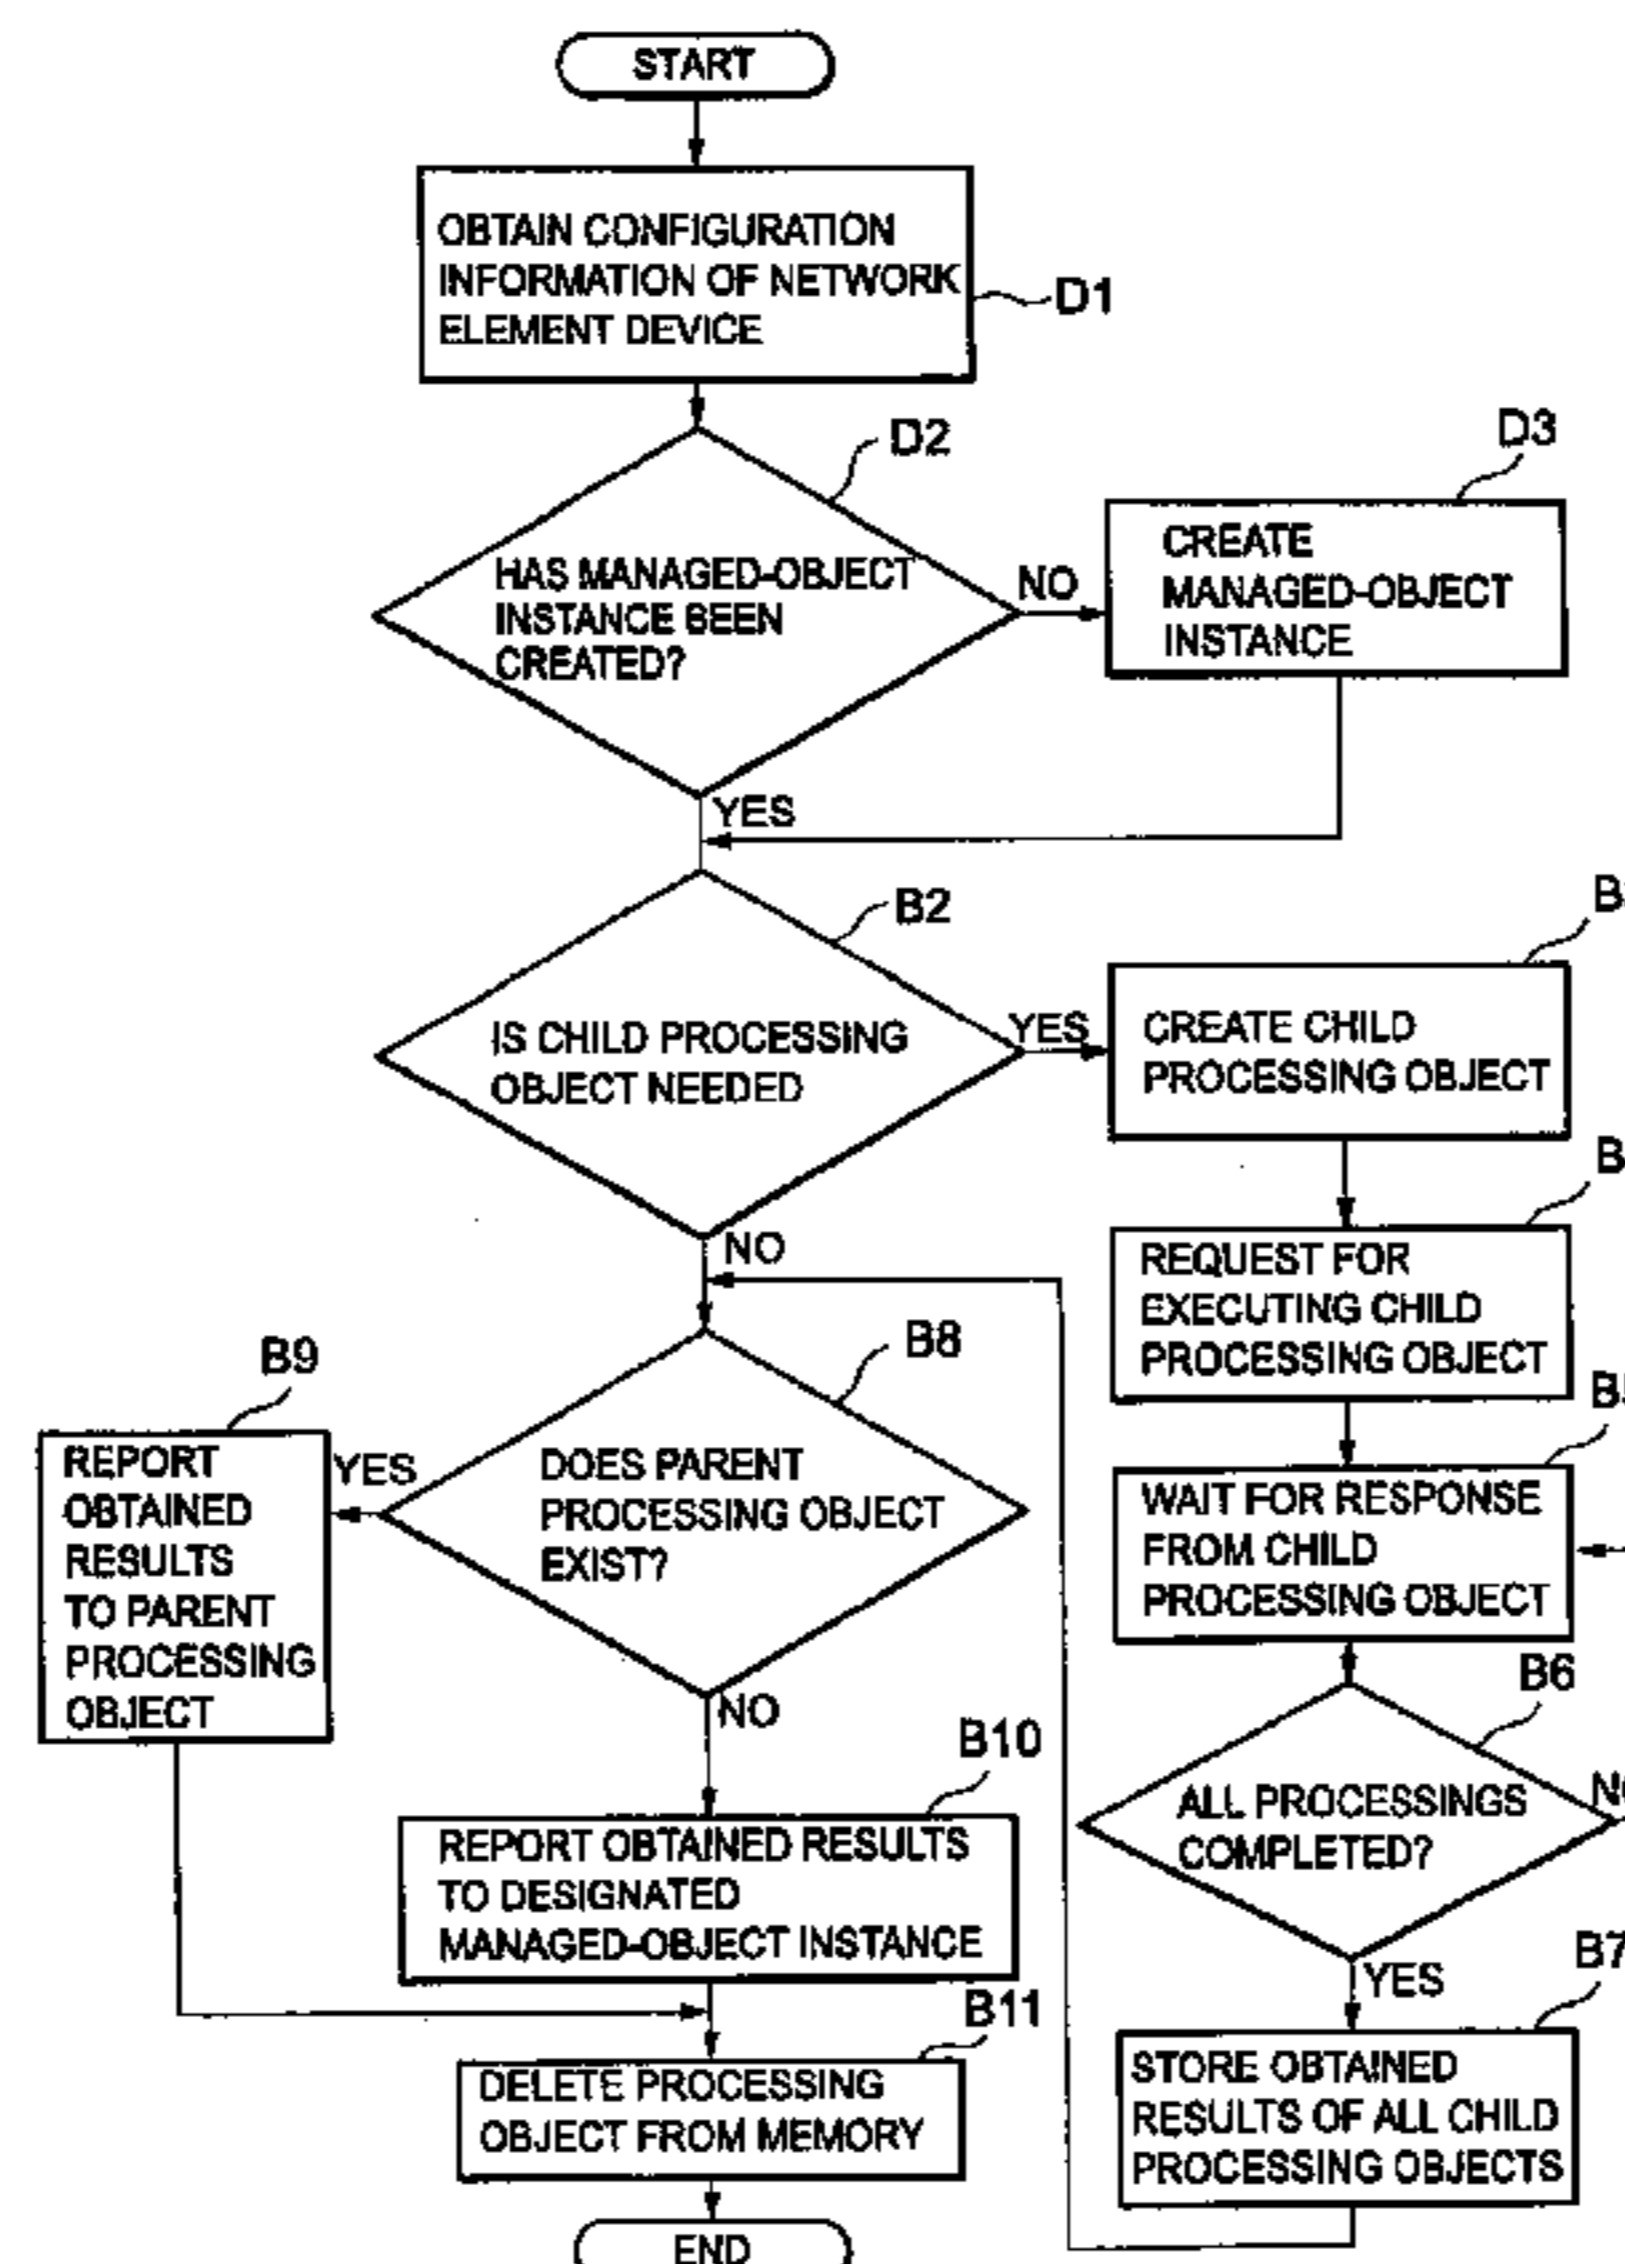 START
OBTAIN CONFIGURATION
INFORMATION OF NETWORK
ELEMENT DEVICE
D1
D2
HAS MANAGED-OBJECT
INSTANCE BEEN
CREATED?
NO
D3
CREATE
MANAGED-OBJECT
INSTANCE
YES
B2
IS CHILD PROCESSING
OBJECT NEEDED
YES
CREATE CHILD
PROCESSING OBJECT
NO
REQUEST FOR
EXECUTING CHILD
PROCESSING OBJECT
B8
DOES PARENT
PROCESSING OBJECT
EXIST?
YES
B9
REPORT
OBTAINED
RESULTS
TO PARENT
PROCESSING
OBJECT
WAIT FOR RESPONSE
FROM CHILD
PROCESSING OBJECT
NO
B6
ALL PROCESSINGS
COMPLETED?
YES
B10
REPORT OBTAINED RESULTS
TO DESIGNATED
MANAGED-OBJECT INSTANCE
B7
STORE OBTAINED
RESULTS OF ALL CHILD
PROCESSING OBJECTS
B11
DELETE PROCESSING
OBJECT FROM MEMORY
END